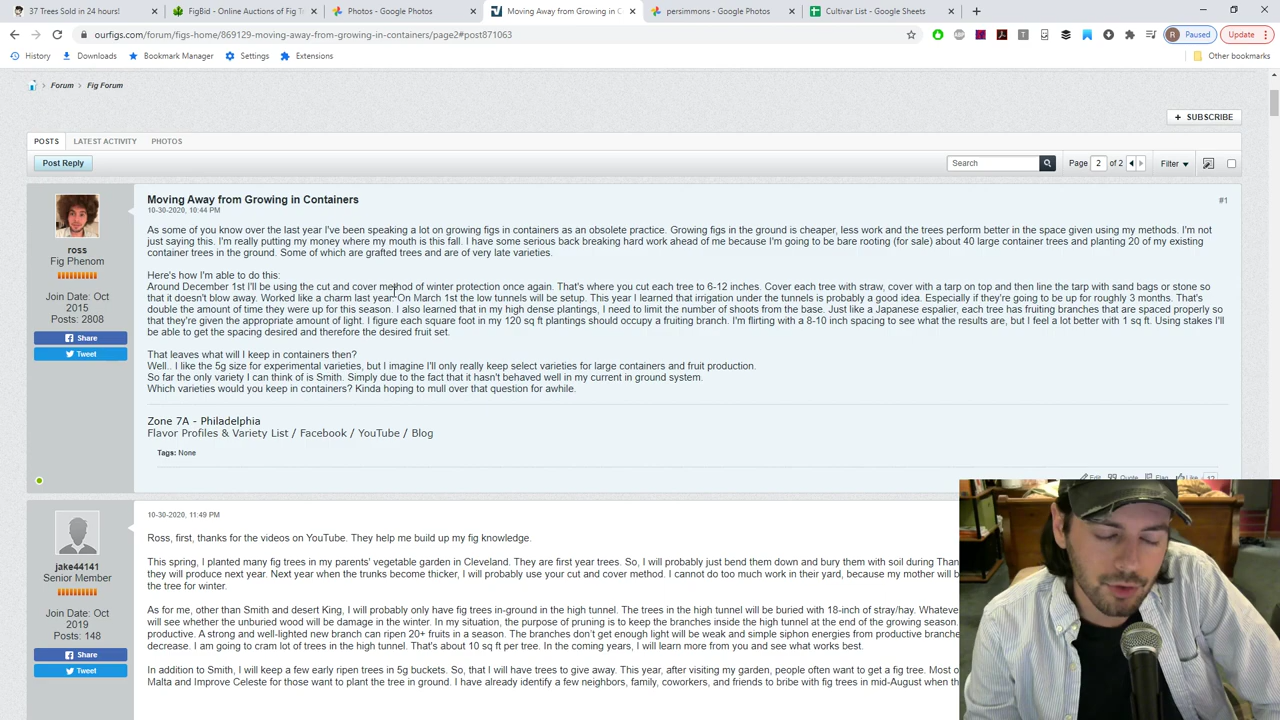 37 Trees Sold in 24 hours!
FigBid - Online Auctions of Fig T
Photos - Google Photos
Moving Away from Growing in C
persimmons - Google Photos
Cultivar List - Google Sheets
ourfigs.com/forum/figs-home/869129-moving-away-from-growing-in-containers/page2#post871063
R Paused
Update
History
Downloads
Bookmark Manager
Settings
Extensions
Other bookmarks
Forum
Fig Forum
+ SUBSCRIBE
POSTS
LATEST ACTIVITY
PHOTOS
Post Reply
Search
Page 2 of 2
Filter
Moving Away from Growing in Containers
#1
10-30-2020, 10:44 PM
ross
Fig Phenom
Join Date: Oct
2015
Posts: 2808
Share
Tweet
As some of you know over the last year I've been speaking a lot on growing figs in containers as an obsolete practice. Growing figs in the ground is cheaper, less work and the trees perform better in the space given using my methods. I'm not
just saying this. I'm really putting my money where my mouth is this fall. I have some serious back breaking hard work ahead of me because I'm going to be bare rooting (for sale) about 40 large container trees and planting 20 of my existing
container trees in the ground. Some of which are grafted trees and are of very late varieties.
Here's how I'm able to do this:
Around December 1st I'll be using the cut and cover method of winter protection once again. That's where you cut each tree to 6-12 inches. Cover each tree with straw, cover with a tarp on top and then line the tarp with sand bags or stone so
that it doesn't blow away. Worked like a charm last year. On March 1st the low tunnels will be setup. This year I learned that irrigation under the tunnels is probably a good idea. Especially if they're going to be up for roughly 3 months. That's
double the amount of time they were up for this season. I also learned that in my high dense plantings, I need to limit the number of shoots from the base. Just like a Japanese espalier, each tree has fruiting branches that are spaced properly so
that they're given the appropriate amount of light. I figure each square foot in my 120 sq ft plantings should occupy a fruiting branch. I'm flirting with a 8-10 inch spacing to see what the results are, but I feel a lot better with 1 sq ft. Using stakes I'll
be able to get the spacing desired and therefore the desired fruit set.
That leaves what will I keep in containers then?
Well.. I like the 5g size for experimental varieties, but I imagine I'll only really keep select varieties for large containers and fruit production.
So far the only variety I can think of is Smith. Simply due to the fact that it hasn't behaved well in my current in ground system.
Which varieties would you keep in containers? Kinda hoping to mull over that question for awhile.
Zone 7A - Philadelphia
Flavor Profiles & Variety List / Facebook / YouTube / Blog
Tags: None
Edit
Quote
Flag
Like
jake44141
Senior Member
Join Date: Oct
2019
Posts: 148
Share
Tweet
10-30-2020, 11:49 PM
Ross, first, thanks for the videos on YouTube. They help me build up my fig knowledge.
This spring, I planted many fig trees in my parents' vegetable garden in Cleveland. They are first year trees. So, I will probably just bend them down and bury them with soil during Than
they will produce next year. Next year when the trunks become thicker, I will probably use your cut and cover method. I cannot do too much work in their yard, because my mother will b
the tree for winter.
As for me, other than Smith and desert King, I will probably only have fig trees in-ground in the high tunnel. The trees in the high tunnel will be buried with 18-inch of stray/hay. Whatever
will see whether the unburied wood will be damage in the winter. In my situation, the purpose of pruning is to keep the branches inside the high tunnel at the end of the growing season.
productive. A strong and well-lighted new branch can ripen 20+ fruits in a season. The branches don't get enough light will be weak and simple siphon energies from productive branche
decrease. I am going to cram lot of trees in the high tunnel. That's about 10 sq ft per tree. In the coming years, I will learn more from you and see what works best.
In addition to Smith, I will keep a few early ripen trees in 5g buckets. So, that I will have trees to give away. This year, after visiting my garden, people often want to get a fig tree. Most o
Malta and Improve Celeste for those want to plant the tree in ground. I have already identify a few neighbors, family, coworkers, and friends to bribe with fig trees in mid-August when th